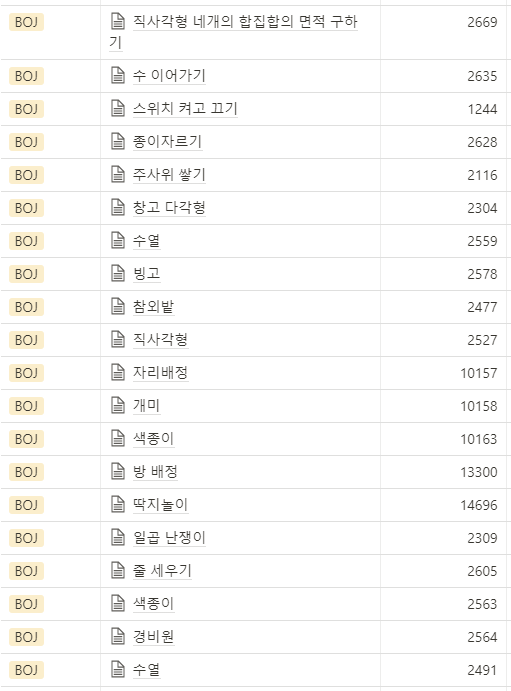 BOJ 직사각형 네개의 합집합의 면적 구하 2669
기
BOJ 수 이어가기 2635
BOJ 스위치 켜고 끄기 1244
BOJ 종이자르기 2628
BOJ 주사위 쌓기 2116
BOJ 창고 다각형 2304
BOJ 수열 2559
BOJ 빙고 2578
BOJ 참외밭 2477
BOJ 직사각형 2527
BOJ 자리배정 10157
BOJ 개미 10158
BOJ 색종이 10163
BOJ 방 배정 13300
BOJ 딱지놀이 14696
BOJ 일곱 난쟁이 2309
BOJ 줄 세우기 2605
BOJ 색종이 2563
BOJ 경비원 2564
BOJ 수열 2491